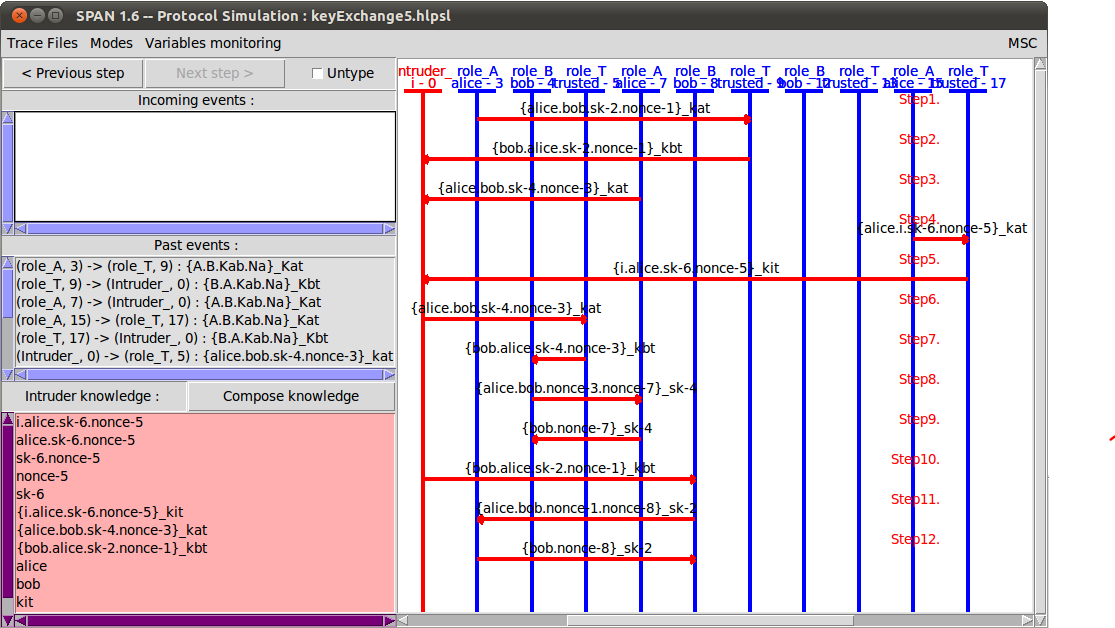 SPAN 1.6 -- Protocol Simulation : keyExchange5.hlpsl
Trace Files Modes Variables monitoring MSC
< Previous step Next step > Untype
Incoming events :
Past events :
(role_A, 3) -> (role_T, 9) : {A.B.Kab.Na}_Kat
(role_T, 9) -> (Intruder_, 0) : {B.A.Kab.Na}_Kbt
(role_A, 7) -> (Intruder_, 0) : {A.B.Kab.Na}_Kat
(role_A, 15) -> (role_T, 17) : {A.B.Kab.Na}_Kat
(role_T, 17) -> (Intruder_, 0) : {B.A.Kab.Na}_Kbt
(Intruder_, 0) -> (role_T, 5) : {alice.bob.sk-4.nonce-3}_kat
Intruder knowledge : Compose knowledge
i.alice.sk-6.nonce-5
alice.sk-6.nonce-5
sk-6.nonce-5
nonce-5
sk-6
{i.alice.sk-6.nonce-5}_kit
{alice.bob.sk-4.nonce-3}_kat
{bob.alice.sk-2.nonce-1}_kbt
alice
bob
kit
ntruder_ role_A role_B role_T role_A role_B role_T role_B role_T role_A role_T
i - 0 alice - 3 bob - 4 trusted - 5 alice - 7 bob - 8 trusted - 9 bob - 12 trusted - 13 alice - 15 trusted - 17
Step1.
{alice.bob.sk-2.nonce-1}_kat
Step2.
{bob.alice.sk-2.nonce-1}_kbt
Step3.
{alice.bob.sk-4.nonce-3}_kat
Step4.
{alice.i.sk-6.nonce-5}_kat
Step5.
{i.alice.sk-6.nonce-5}_kit
Step6.
{alice.bob.sk-4.nonce-3}_kat
Step7.
{bob.alice.sk-4.nonce-3}_kbt
Step8.
{alice.bob.nonce-3.nonce-7}_sk-4
Step9.
{bob.nonce-7}_sk-4
Step10.
{bob.alice.sk-2.nonce-1}_kbt
Step11.
{alice.bob.nonce-1.nonce-8}_sk-2
Step12.
{bob.nonce-8}_sk-2